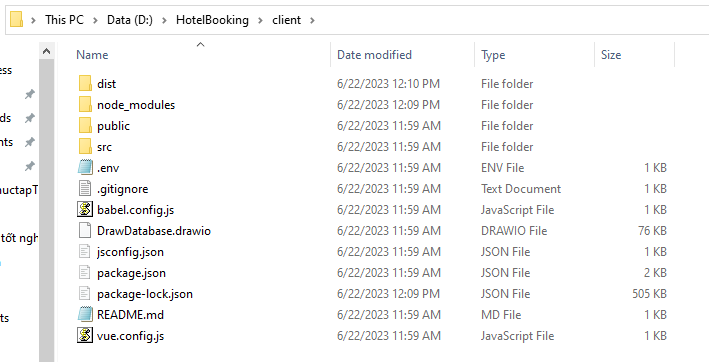 This PC > Data (D:) > HotelBooking > client >
Name Date modified Type Size
dist 6/22/2023 12:10 PM File folder
node_modules 6/22/2023 12:09 PM File folder
public 6/22/2023 11:59 AM File folder
src 6/22/2023 11:59 AM File folder
.env 6/22/2023 11:59 AM ENV File 1 KB
.gitignore 6/22/2023 11:59 AM Text Document 1 KB
babel.config.js 6/22/2023 11:59 AM JavaScript File 1 KB
DrawDatabase.drawio 6/22/2023 11:59 AM DRAWIO File 76 KB
jsconfig.json 6/22/2023 11:59 AM JSON File 1 KB
package.json 6/22/2023 11:59 AM JSON File 2 KB
package-lock.json 6/22/2023 12:09 PM JSON File 505 KB
README.md 6/22/2023 11:59 AM MD File 1 KB
vue.config.js 6/22/2023 11:59 AM JavaScript File 1 KB
ess
ds
nts
uctapT
tốt ngh
ts